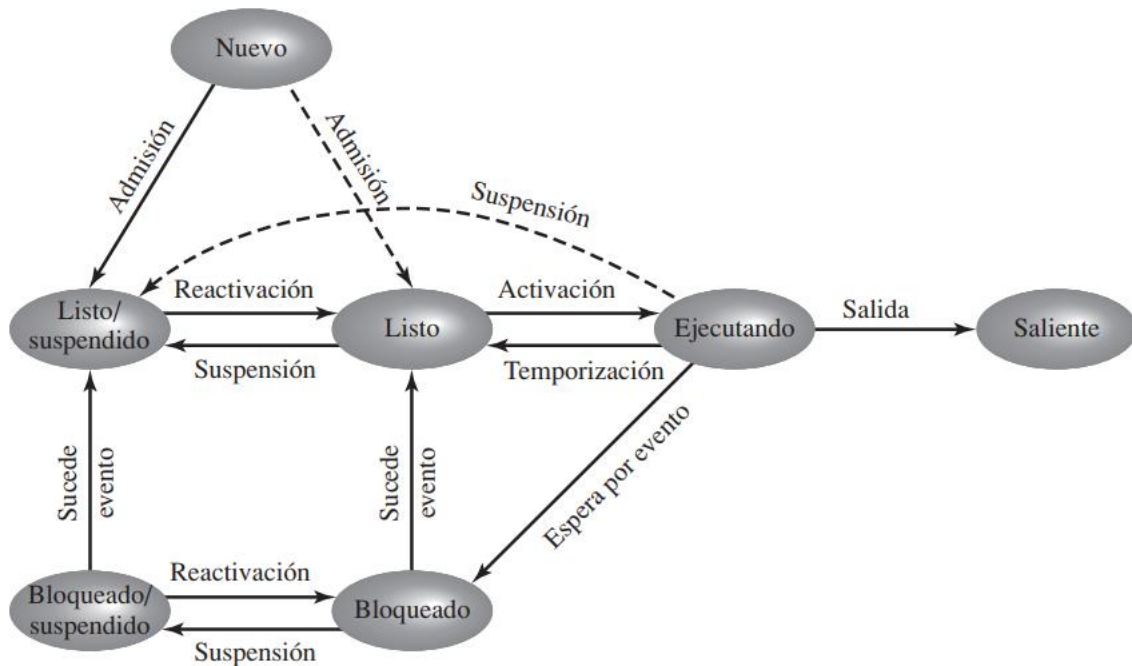 Nuevo
Admisión
Admisión
Suspensión
Reactivación
Activación
Listo/
suspendido
Listo
Ejecutando
Salida
Saliente
Suspensión
Temporización
Sucede
evento
Sucede
evento
Espera por evento
Reactivación
Bloqueado/
suspendido
Bloqueado
Suspensión